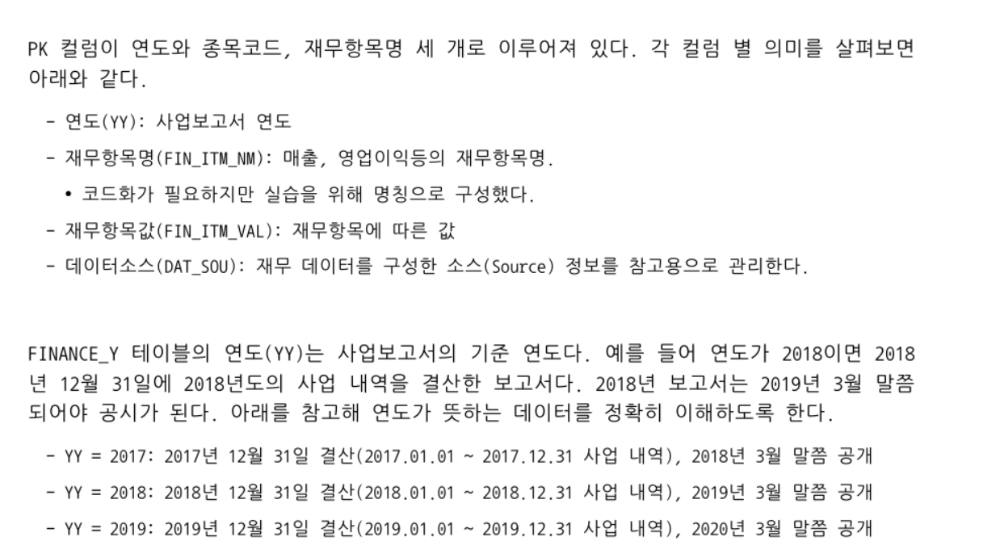 PK 컬럼이 연도와 종목코드, 재무항목명 세 개로 이루어져 있다. 각 컬럼 별 의미를 살펴보면
아래와 같다.
- 연도(YY): 사업보고서 연도
- 재무항목명(FIN_ITM_NM): 매출, 영업이익등의 재무항목명.
• 코드화가 필요하지만 실습을 위해 명칭으로 구성했다.
- 재무항목값(FIN_ITM_VAL): 재무항목에 따른 값
- 데이터소스(DAT_SOU): 재무 데이터를 구성한 소스(Source) 정보를 참고용으로 관리한다.
FINANCE_Y 테이블의 연도(YY)는 사업보고서의 기준 연도다. 예를 들어 연도가 2018이면 2018
년 12월 31일에 2018년도의 사업 내역을 결산한 보고서다. 2018년 보고서는 2019년 3월 말쯤
되어야 공시가 된다. 아래를 참고해 연도가 뜻하는 데이터를 정확히 이해하도록 한다.
- YY = 2017: 2017년 12월 31일 결산(2017.01.01 ~ 2017.12.31 사업 내역), 2018년 3월 말쯤 공개
- YY = 2018: 2018년 12월 31일 결산(2018.01.01 ~ 2018.12.31 사업 내역), 2019년 3월 말쯤 공개
- YY = 2019: 2019년 12월 31일 결산(2019.01.01 ~ 2019.12.31 사업 내역), 2020년 3월 말쯤 공개